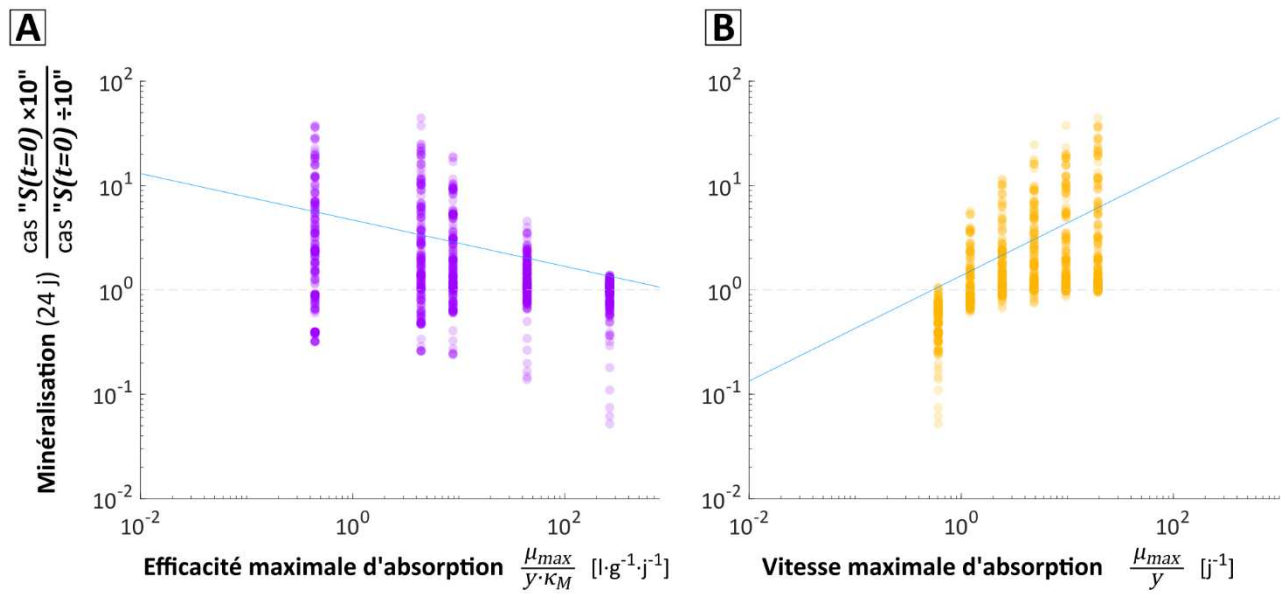 A
B
Minéralisation (24 j) cas "S(t=0) ×10" / cas "S(t=0) ÷10"
10² 10²
10¹ 10¹
10⁰ 10⁰
10⁻¹ 10⁻¹
10⁻² 10⁻²
10⁻² 10⁰ 10² 10⁻² 10⁰ 10²
Efficacité maximale d'absorption μmax / y·κM [l·g⁻¹·j⁻¹]
Vitesse maximale d'absorption μmax / y [j⁻¹]